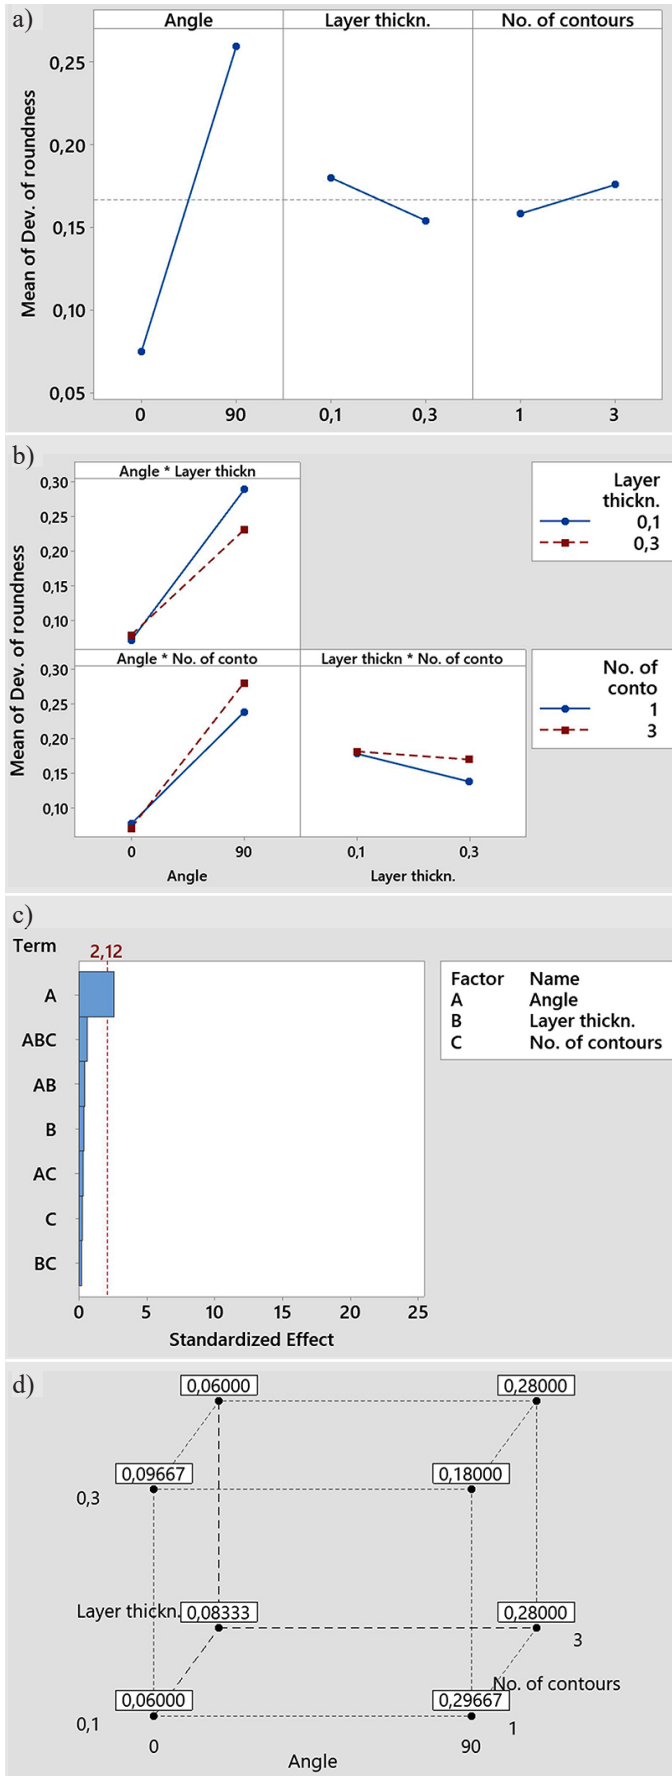 a)
Angle Layer thickn. No. of contours
Mean of Dev. of roundness
0,25
0,20
0,15
0,10
0,05
0 90 0,1 0,3 1 3
b)
Angle * Layer thickn
Mean of Dev. of roundness
0,30
0,25
0,20
0,15
0,10
Layer
thickn.
0,1
0,3
Angle * No. of conto Layer thickn * No. of conto
0,30
0,25
0,20
0,15
0,10
No. of
conto
1
3
0 90 0,1 0,3
Angle Layer thickn.
c)
Term
2,12
A
ABC
AB
B
AC
C
BC
0 5 10 15 20 25
Standardized Effect
Factor Name
A Angle
B Layer thickn.
C No. of contours
d)
0,06000 0,28000
0,09667 0,18000
0,3
Layer thickn. 0,08333 0,28000
3
No. of contours
0,06000 0,29667
0,1 1
0 90
Angle